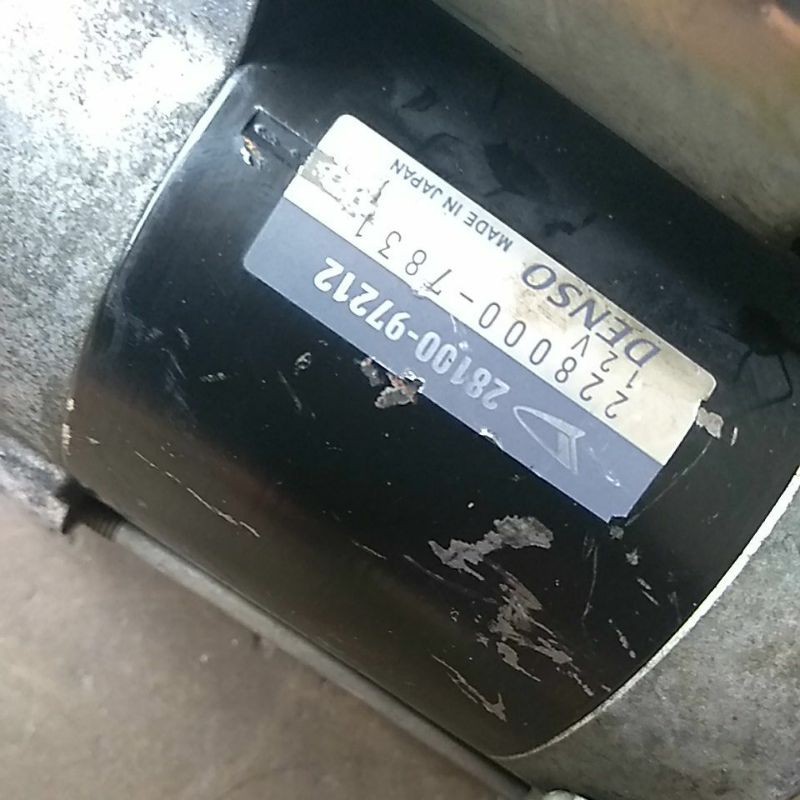 28100-97212
228000-7831
12V
DENSO MADE IN JAPAN